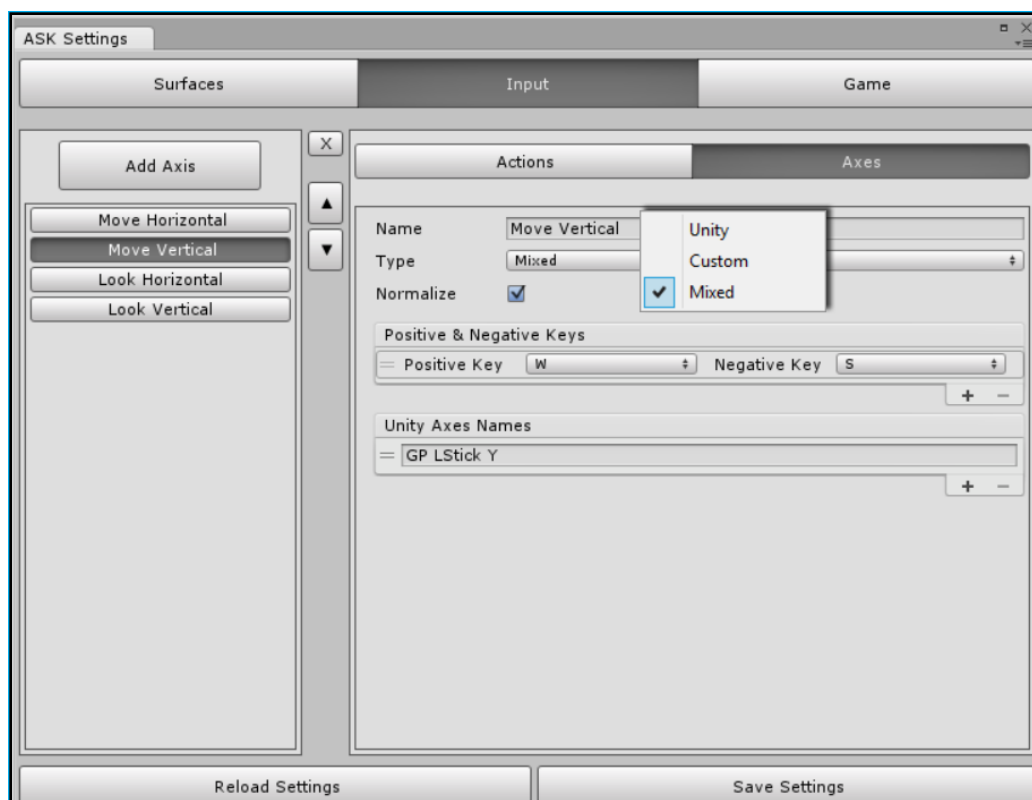 ASK Settings
Surfaces Input Game
Add Axis
X
Move Horizontal
Move Vertical
Look Horizontal
Look Vertical
Actions Axes
Name Move Vertical
Type Mixed
Normalize
Unity
Custom
Mixed
Positive & Negative Keys
Positive Key W Negative Key S
+ −
Unity Axes Names
GP LStick Y
+ −
Reload Settings Save Settings